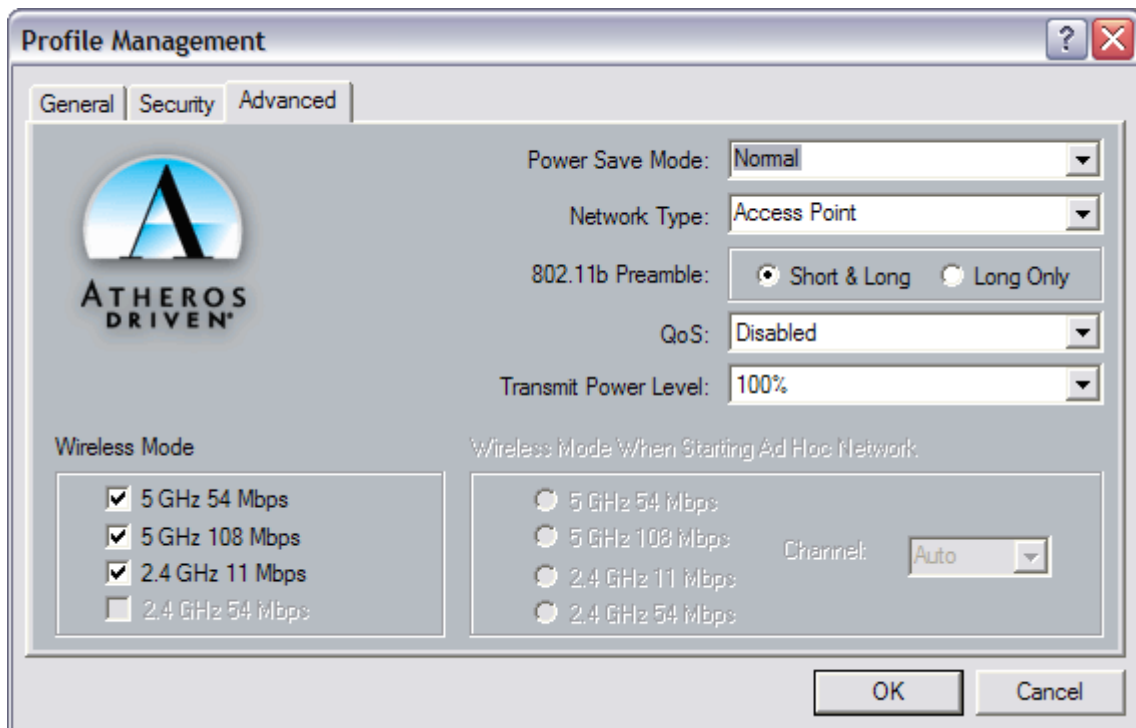 Profile Management
General Security Advanced
Power Save Mode: Normal
Network Type: Access Point
802.11b Preamble: Short & Long Long Only
QoS: Disabled
Transmit Power Level: 100%
ATHEROS
DRIVEN®
Wireless Mode
5 GHz 54 Mbps
5 GHz 108 Mbps
2.4 GHz 11 Mbps
2.4 GHz 54 Mbps
Wireless Mode When Starting Ad Hoc Network
5 GHz 54 Mbps
5 GHz 108 Mbps
2.4 GHz 11 Mbps
2.4 GHz 54 Mbps
Channel: Auto
OK Cancel